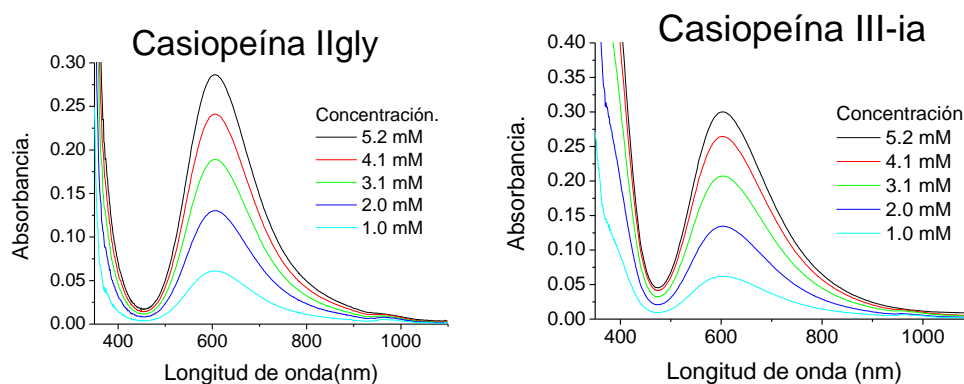 Casiopeína IIgly
0.30
0.25
0.20
0.15
0.10
0.05
0.00
Absorbancia.
Concentración.
5.2 mM
4.1 mM
3.1 mM
2.0 mM
1.0 mM
400
600
800
1000
Longitud de onda(nm)
Casiopeína III-ia
0.40
0.35
0.30
0.25
0.20
0.15
0.10
0.05
0.00
Absorbancia.
Concentración
5.2 mM
4.1 mM
3.1 mM
2.0 mM
1.0 mM
400
600
800
1000
Longitud de onda (nm)